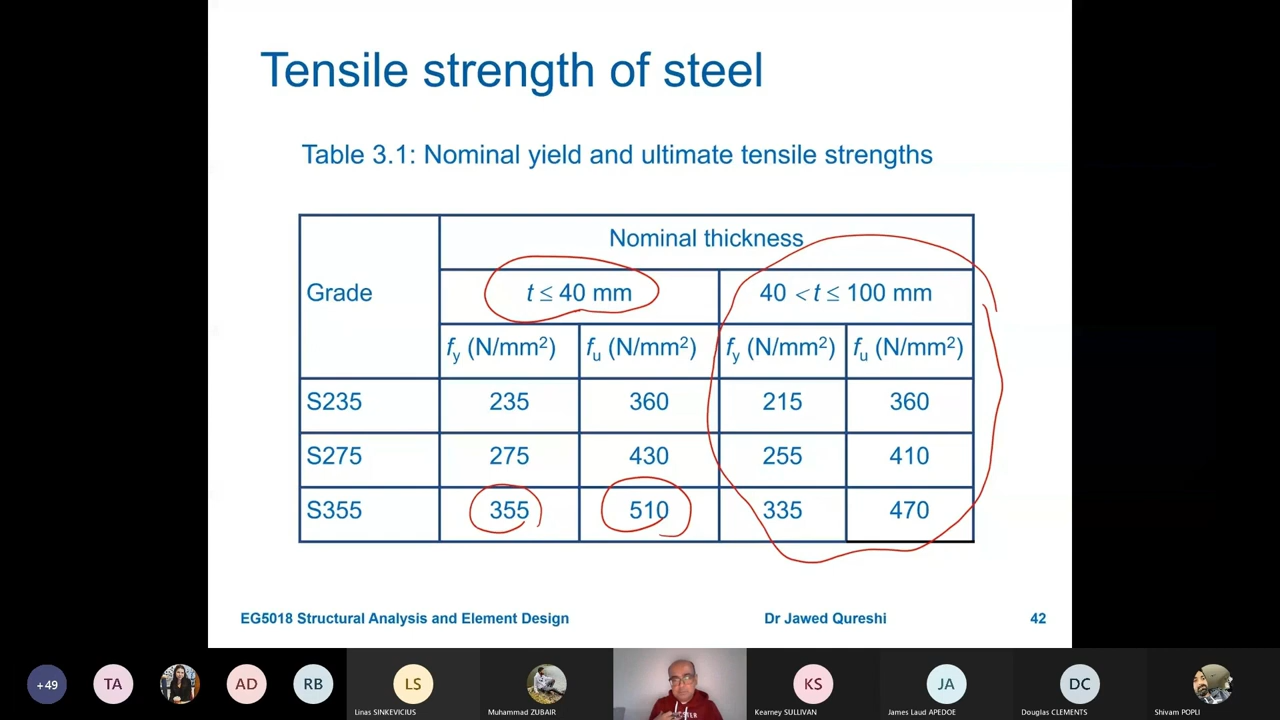 Tensile strength of steel
Table 3.1: Nominal yield and ultimate tensile strengths
Nominal thickness
Grade t ≤ 40 mm 40 < t ≤ 100 mm
fy (N/mm²) fu (N/mm²) fy (N/mm²) fu (N/mm²)
S235 235 360 215 360
S275 275 430 255 410
S355 355 510 335 470
EG5018 Structural Analysis and Element Design Dr Jawed Qureshi 42
+49 TA AD RB LS KS JA DC
Linas SINKEVICIUS Muhammad ZUBAIR Kearney SULLIVAN James Laud APEDOE Douglas CLEMENTS Shivam POPLI